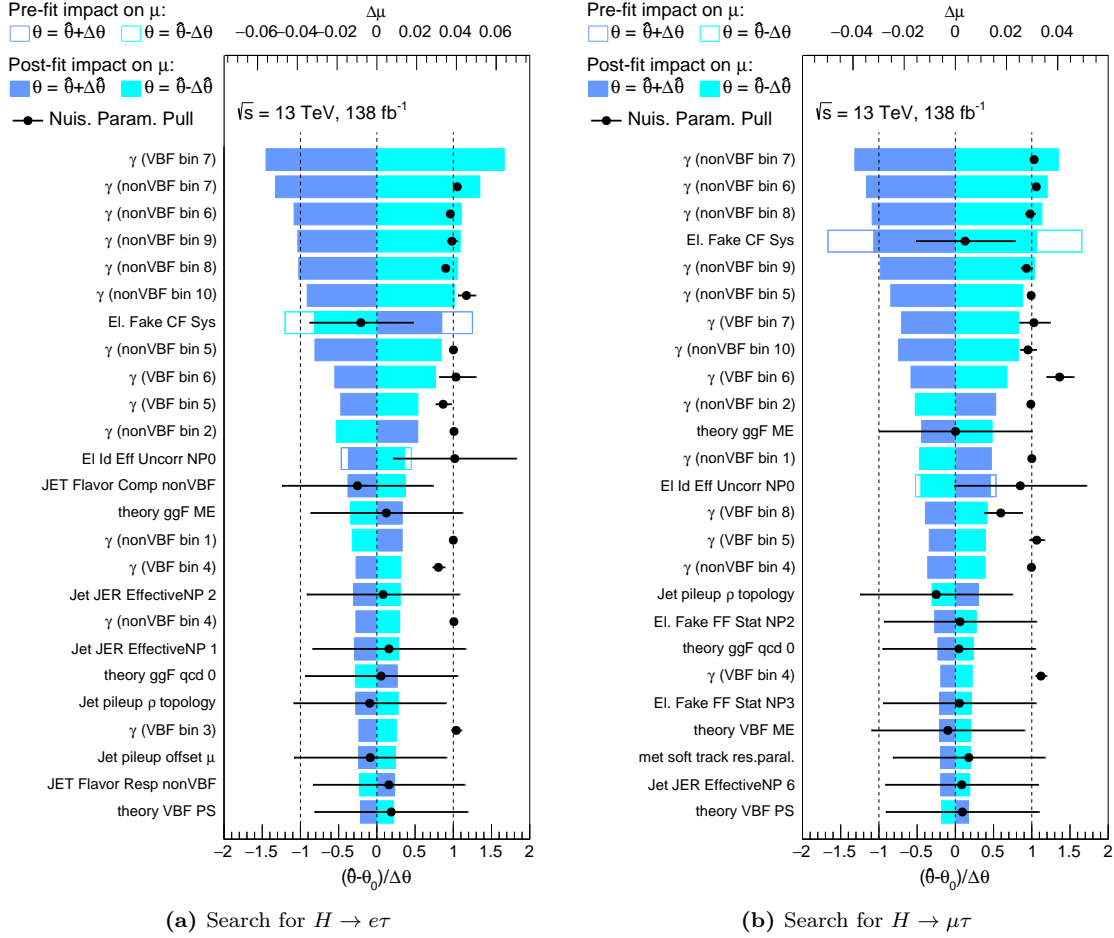 Pre-fit impact on μ:
θ = θ̂+Δθ θ = θ̂-Δθ
Post-fit impact on μ:
θ = θ̂+Δθ̂ θ = θ̂-Δθ̂
Nuis. Param. Pull
Δμ
−0.06 −0.04 −0.02 0 0.02 0.04 0.06
√s = 13 TeV, 138 fb⁻¹
γ (VBF bin 7)
γ (nonVBF bin 7)
γ (nonVBF bin 6)
γ (nonVBF bin 9)
γ (nonVBF bin 8)
γ (nonVBF bin 10)
El. Fake CF Sys
γ (nonVBF bin 5)
γ (VBF bin 6)
γ (VBF bin 5)
γ (nonVBF bin 2)
El Id Eff Uncorr NP0
JET Flavor Comp nonVBF
theory ggF ME
γ (nonVBF bin 1)
γ (VBF bin 4)
Jet JER EffectiveNP 2
γ (nonVBF bin 4)
Jet JER EffectiveNP 1
theory ggF qcd 0
Jet pileup ρ topology
γ (VBF bin 3)
Jet pileup offset μ
JET Flavor Resp nonVBF
theory VBF PS
−2 −1.5 −1 −0.5 0 0.5 1 1.5 2
(θ̂-θ₀)/Δθ
(a) Search for H → eτ
Pre-fit impact on μ:
θ = θ̂+Δθ θ = θ̂-Δθ
Post-fit impact on μ:
θ = θ̂+Δθ̂ θ = θ̂-Δθ̂
Nuis. Param. Pull
Δμ
−0.04 −0.02 0 0.02 0.04
√s = 13 TeV, 138 fb⁻¹
γ (nonVBF bin 7)
γ (nonVBF bin 6)
γ (nonVBF bin 8)
El. Fake CF Sys
γ (nonVBF bin 9)
γ (nonVBF bin 5)
γ (VBF bin 7)
γ (nonVBF bin 10)
γ (VBF bin 6)
γ (nonVBF bin 2)
theory ggF ME
γ (nonVBF bin 1)
El Id Eff Uncorr NP0
γ (VBF bin 8)
γ (VBF bin 5)
γ (nonVBF bin 4)
Jet pileup ρ topology
El. Fake FF Stat NP2
theory ggF qcd 0
γ (VBF bin 4)
El. Fake FF Stat NP3
theory VBF ME
met soft track res.paral.
Jet JER EffectiveNP 6
theory VBF PS
−2 −1.5 −1 −0.5 0 0.5 1 1.5 2
(θ̂-θ₀)/Δθ
(b) Search for H → μτ